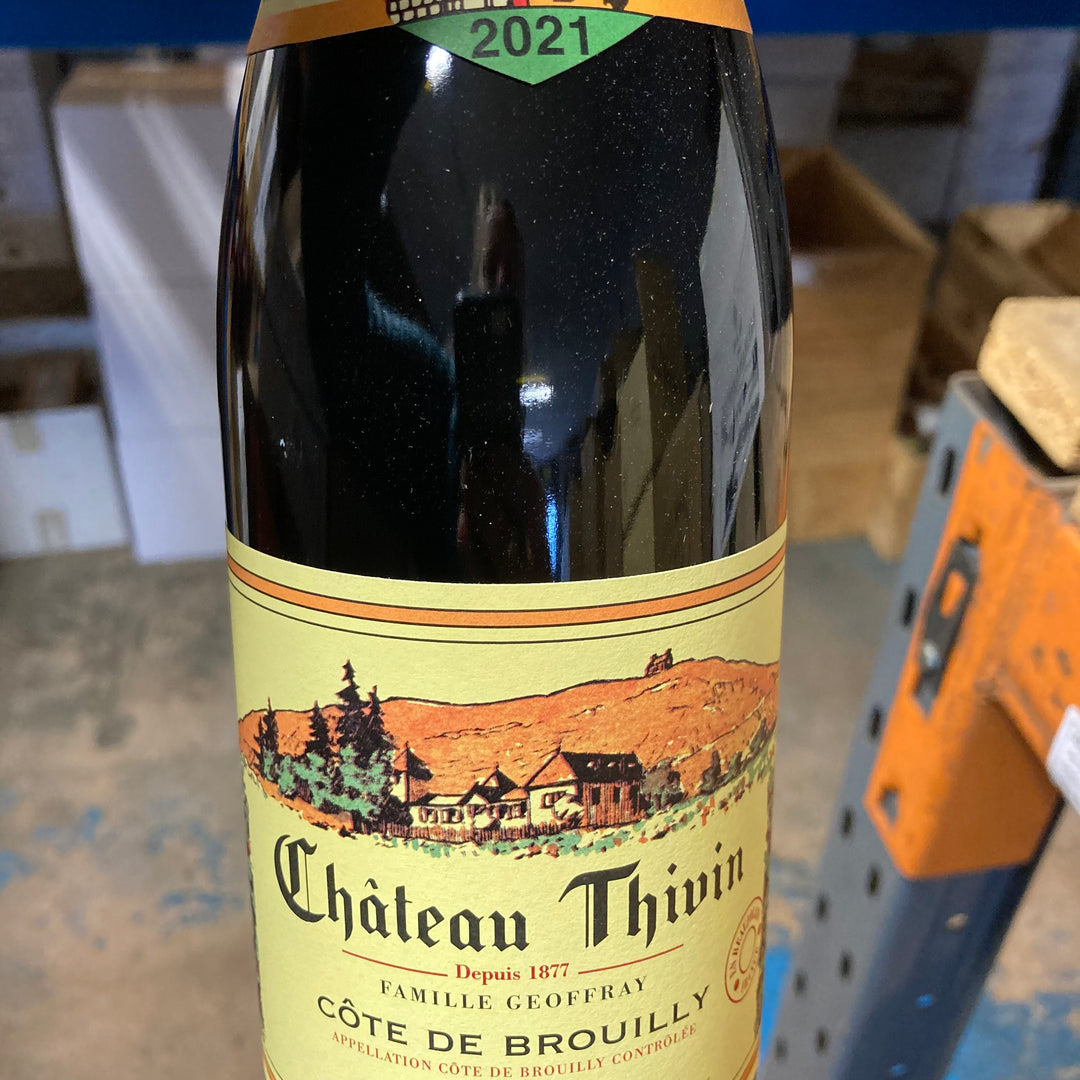 2021
Château Thivin
Depuis 1877
FAMILLE GEOFFRAY
CÔTE DE BROUILLY
APPELLATION CÔTE DE BROUILLY CONTRÔLÉE